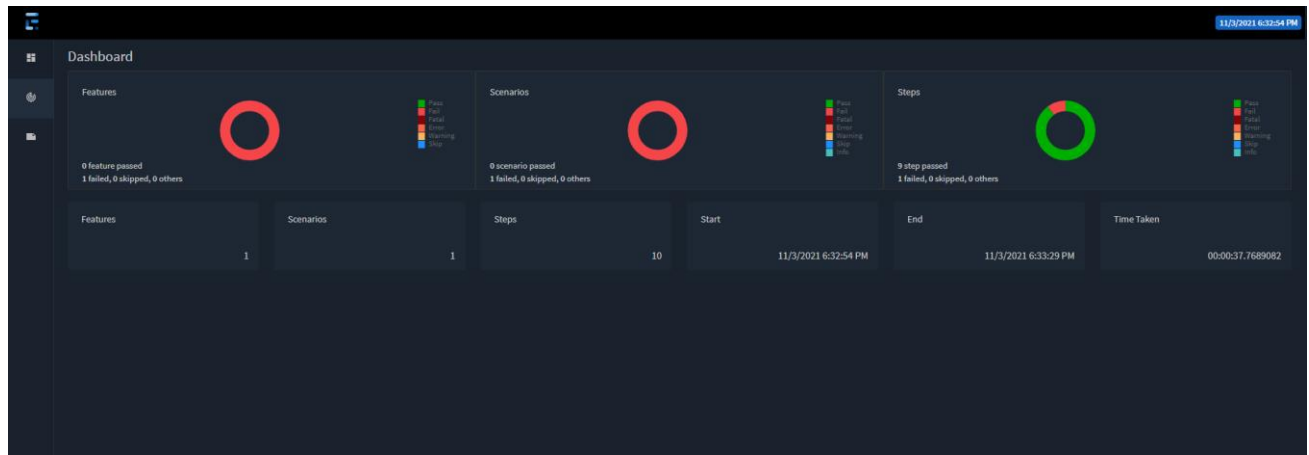 11/3/2021 6:32:54 PM
Dashboard
Features
Pass
Fail
Fatal
Error
Warning
Skip
0 feature passed
1 failed, 0 skipped, 0 others
Scenarios
Pass
Fail
Fatal
Error
Warning
Skip
Info
0 scenario passed
1 failed, 0 skipped, 0 others
Steps
Pass
Fail
Fatal
Error
Warning
Skip
Info
9 step passed
1 failed, 0 skipped, 0 others
Features
1
Scenarios
1
Steps
10
Start
11/3/2021 6:32:54 PM
End
11/3/2021 6:33:29 PM
Time Taken
00:00:37.7689082